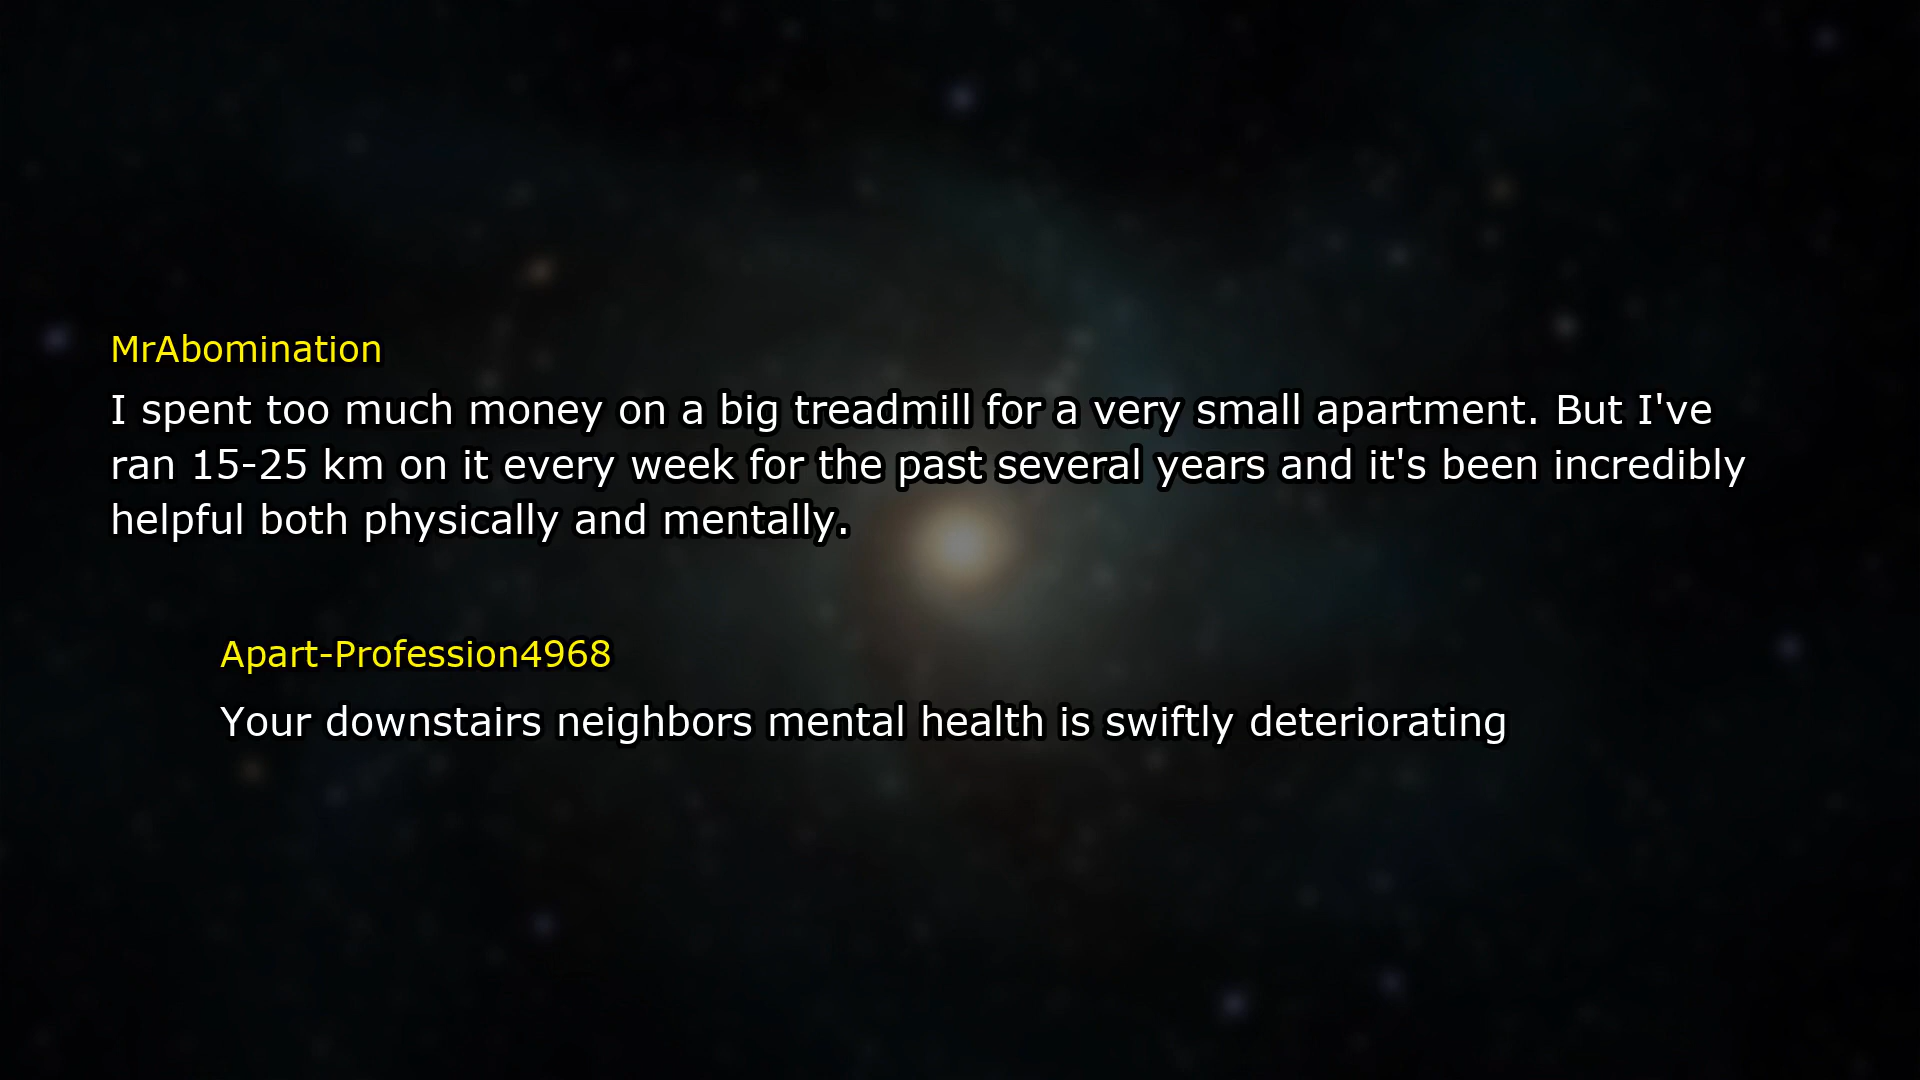 MrAbomination
I spent too much money on a big treadmill for a very small apartment. But I've
ran 15-25 km on it every week for the past several years and it's been incredibly
helpful both physically and mentally.
Apart-Profession4968
Your downstairs neighbors mental health is swiftly deteriorating